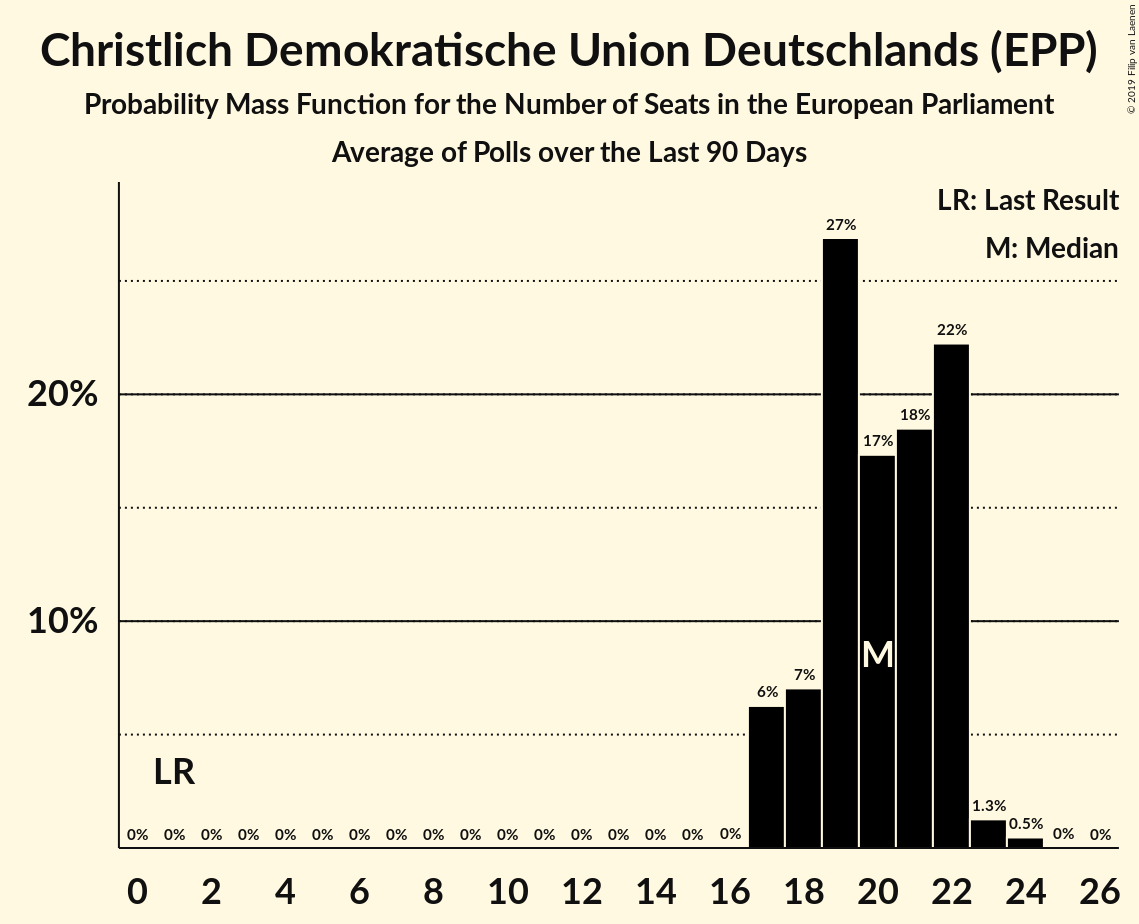 Christlich Demokratische Union Deutschlands (EPP)
Probability Mass Function for the Number of Seats in the European Parliament
Average of Polls over the Last 90 Days
© 2019 Filip van Laenen
LR: Last Result
M: Median
27%
22%
20%
18%
17%
10%
M
7%
6%
LR
1.3%
0.5%
0% 0% 0% 0% 0% 0% 0% 0% 0% 0% 0% 0% 0% 0% 0% 0% 0% 0% 0%
0 2 4 6 8 10 12 14 16 18 20 22 24 26